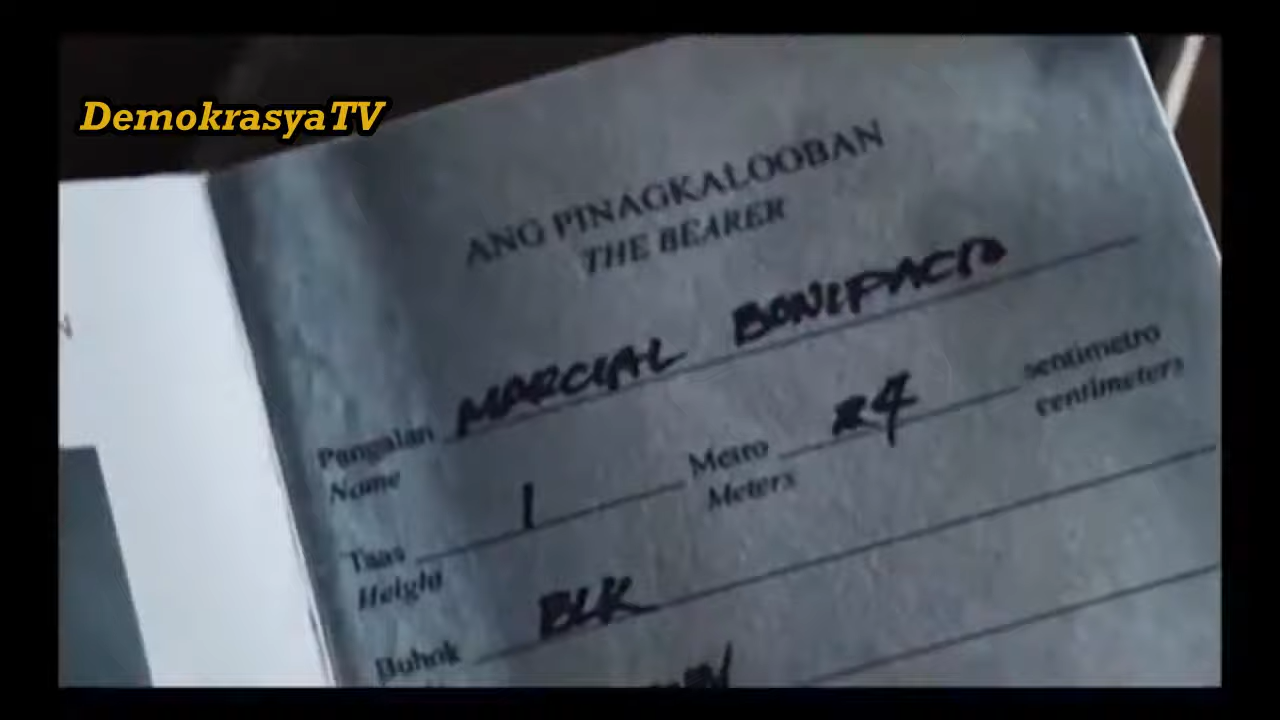 DemokrasyaTV
ANG PINAGKALOOBAN
THE BEARER
Pangalan MARCIAL BONIFACIO
Name
Taas 1 Metro 24 sentimetro
Height Meters centimeters
Buhok BLK